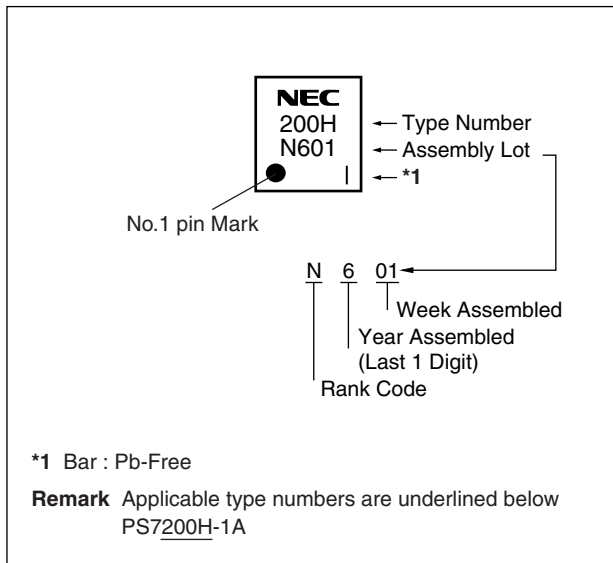 NEC
200H ← Type Number
N601 ← Assembly Lot
| ← *1
No.1 pin Mark
N 6 01
Week Assembled
Year Assembled
(Last 1 Digit)
Rank Code
*1 Bar : Pb-Free
Remark Applicable type numbers are underlined below
PS7200H-1A